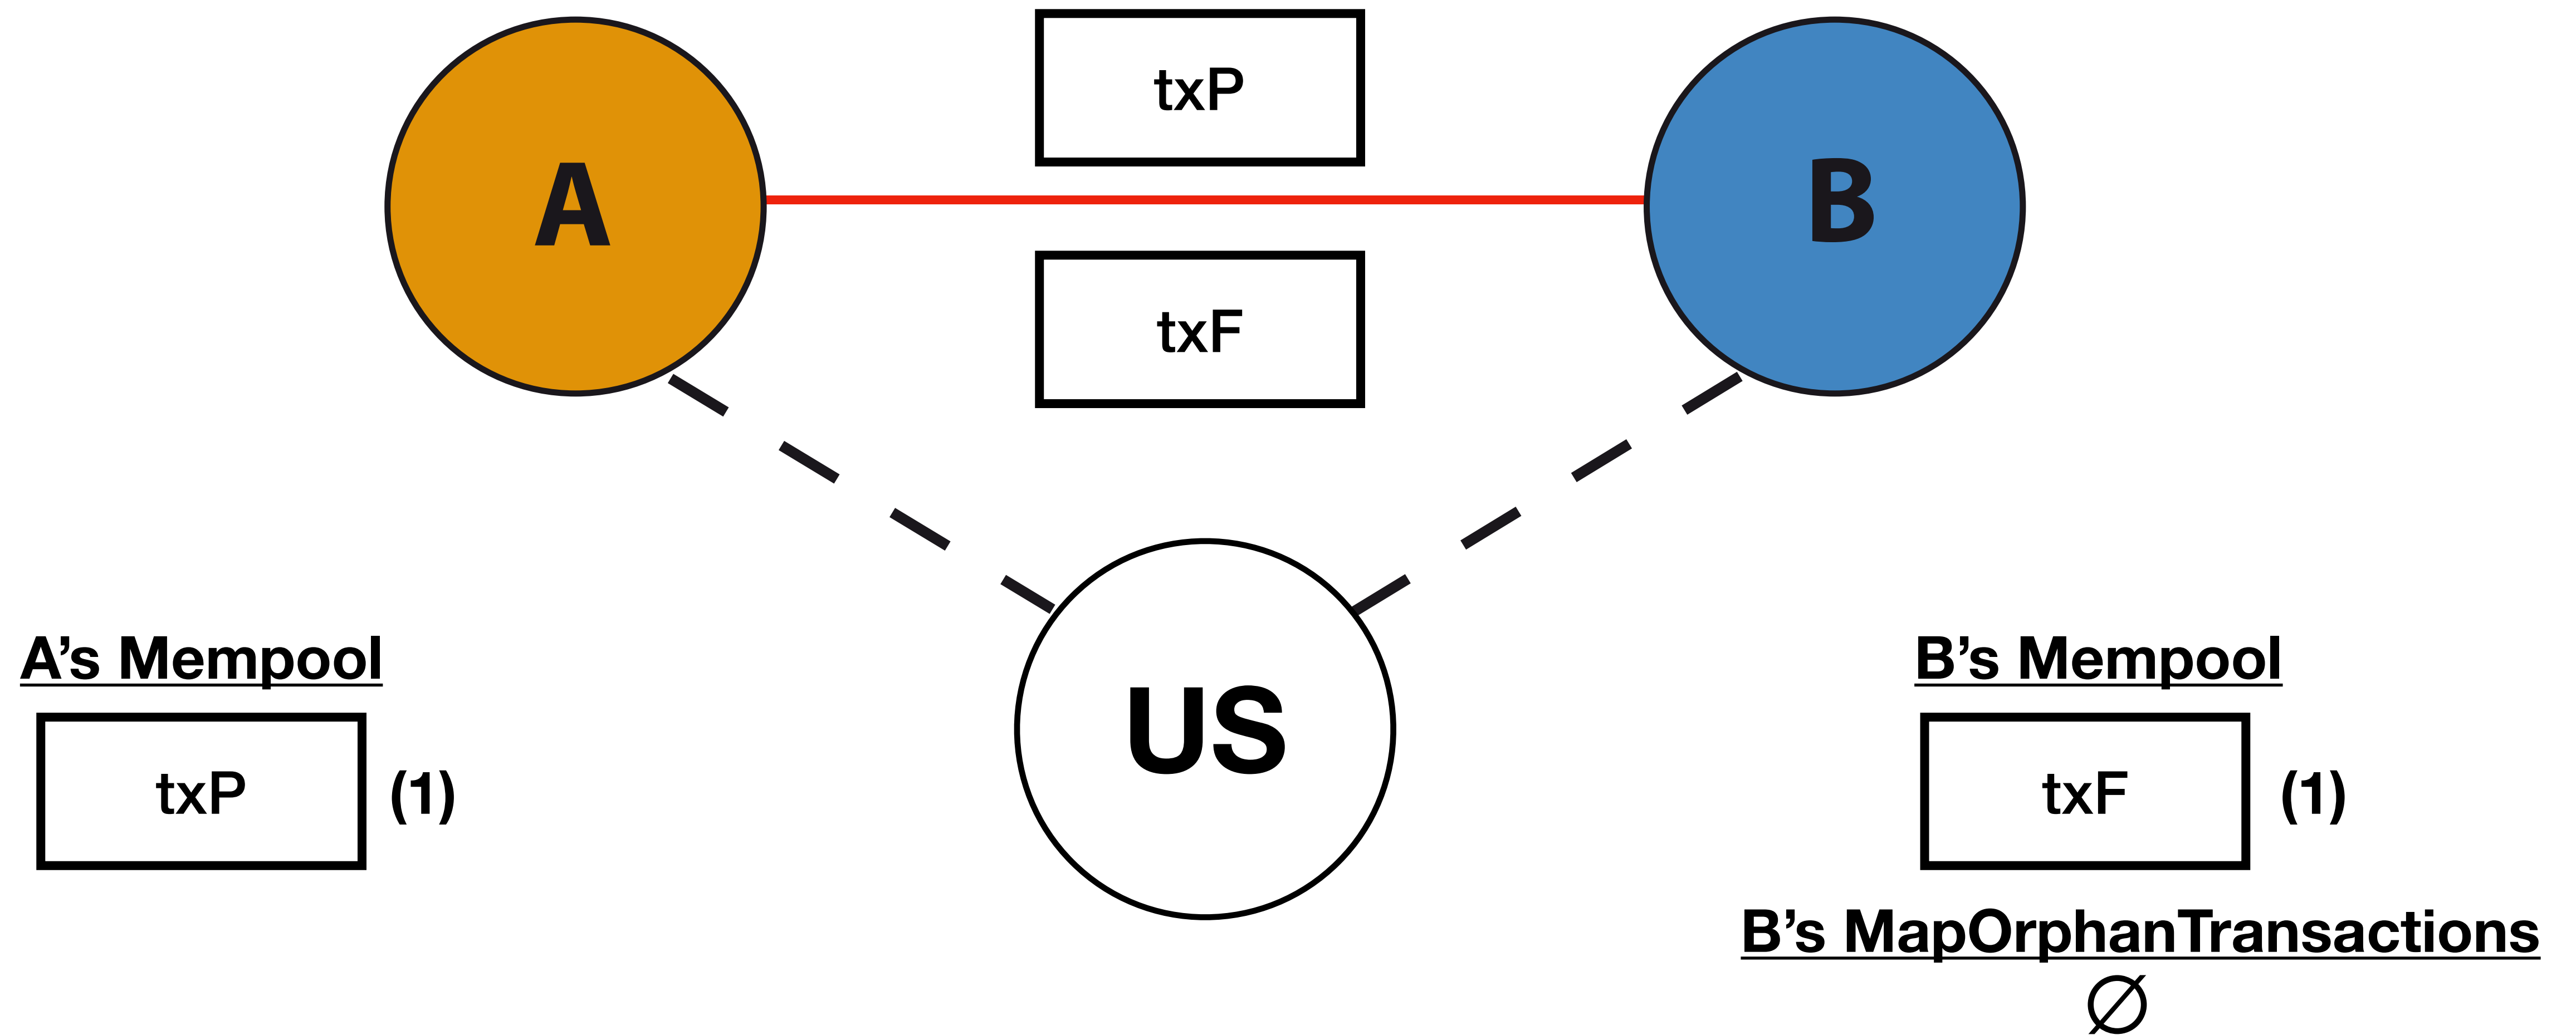 A
txP
B
txF
US
A’s Mempool
txP (1)
B’s Mempool
txF (1)
B’s MapOrphanTransactions
∅